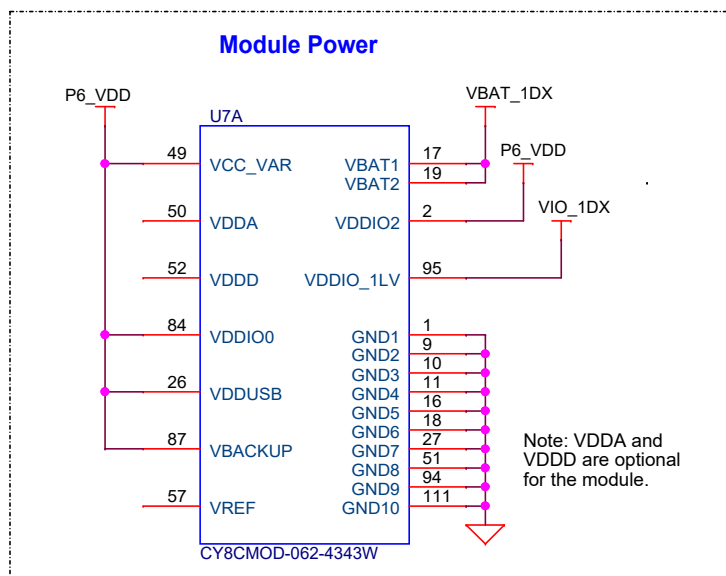 Module Power
P6_VDD
VBAT_1DX
U7A
P6_VDD
49 VCC_VAR VBAT1 17
VBAT2 19
50 VDDA VDDIO2 2
VIO_1DX
52 VDDD VDDIO_1LV 95
84 VDDIO0 GND1 1
GND2 9
GND3 10
26 VDDUSB GND4 11
GND5 16
GND6 18
87 VBACKUP GND7 27
GND8 51
GND9 94
57 VREF GND10 111
Note: VDDA and
VDDD are optional
for the module.
CY8CMOD-062-4343W